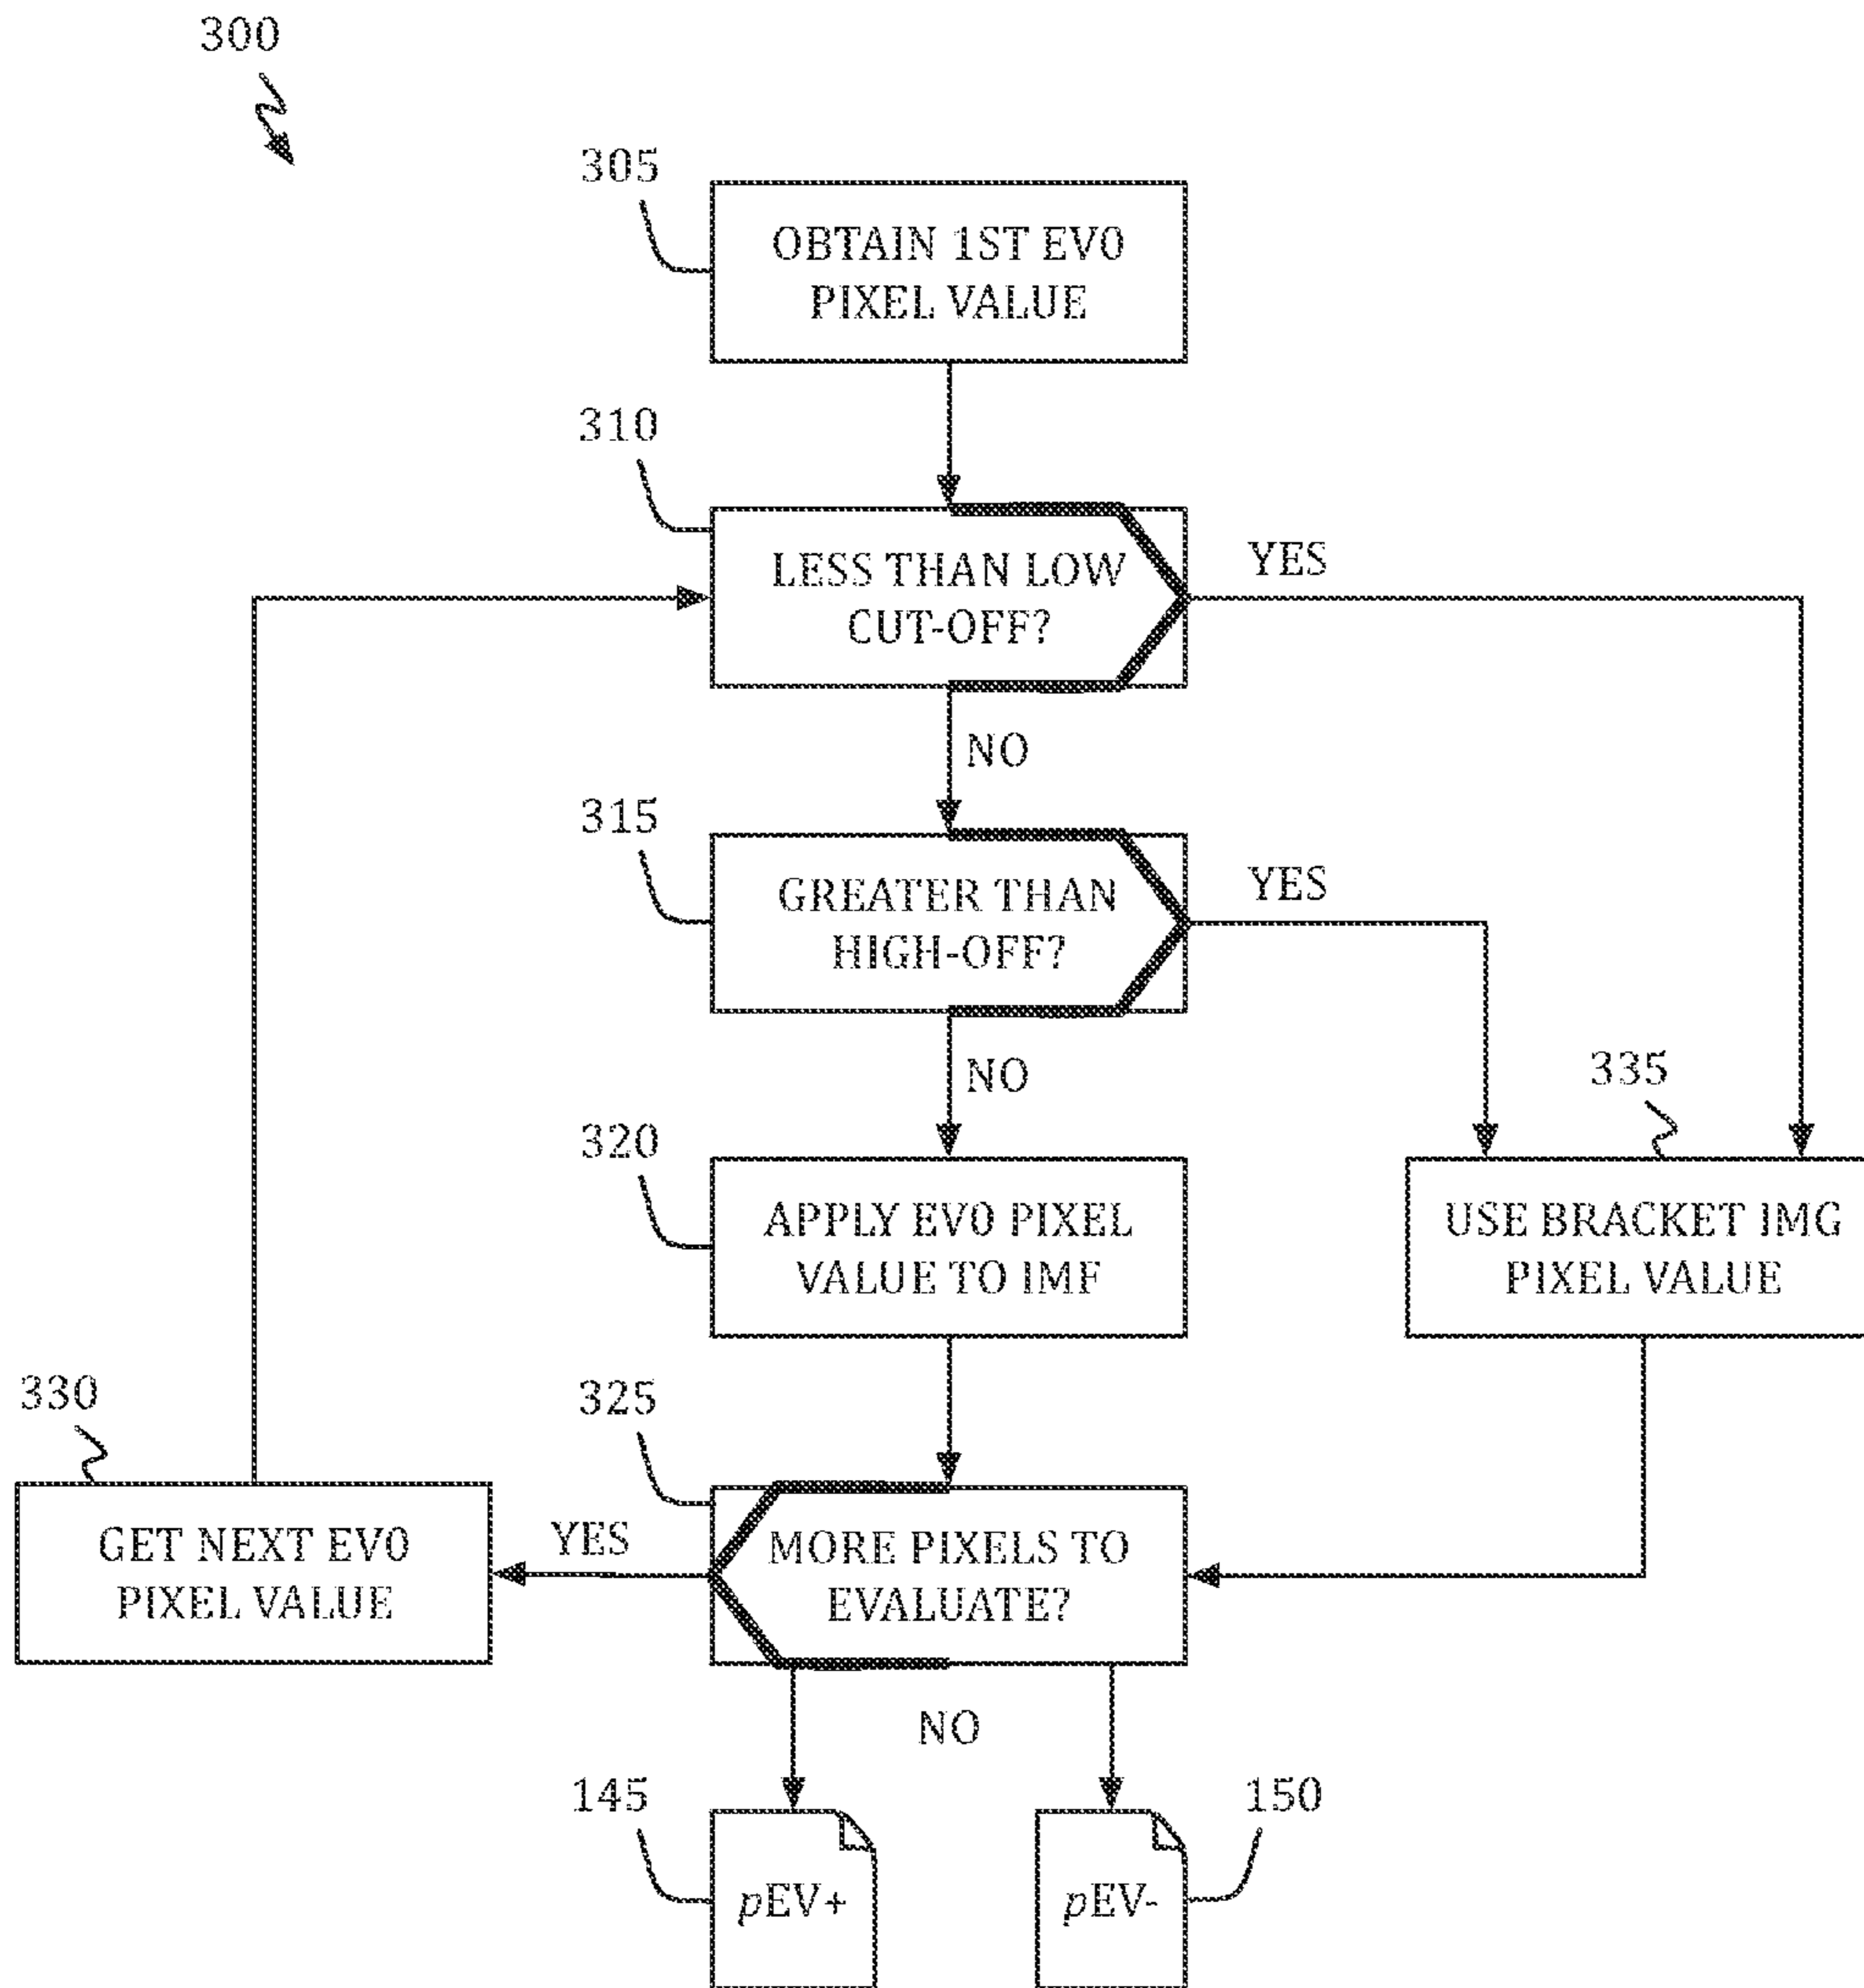 300
305
OBTAIN 1ST EV0
PIXEL VALUE
310
LESS THAN LOW
CUT-OFF?
YES
NO
315
GREATER THAN
HIGH-OFF?
YES
NO
335
320
APPLY EV0 PIXEL
VALUE TO IMF
USE BRACKET IMG
PIXEL VALUE
330
325
GET NEXT EV0
PIXEL VALUE
YES
MORE PIXELS TO
EVALUATE?
NO
145
150
pEV+
pEV-